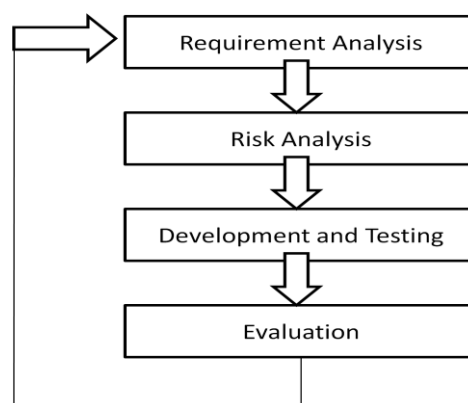 Requirement Analysis
Risk Analysis
Development and Testing
Evaluation